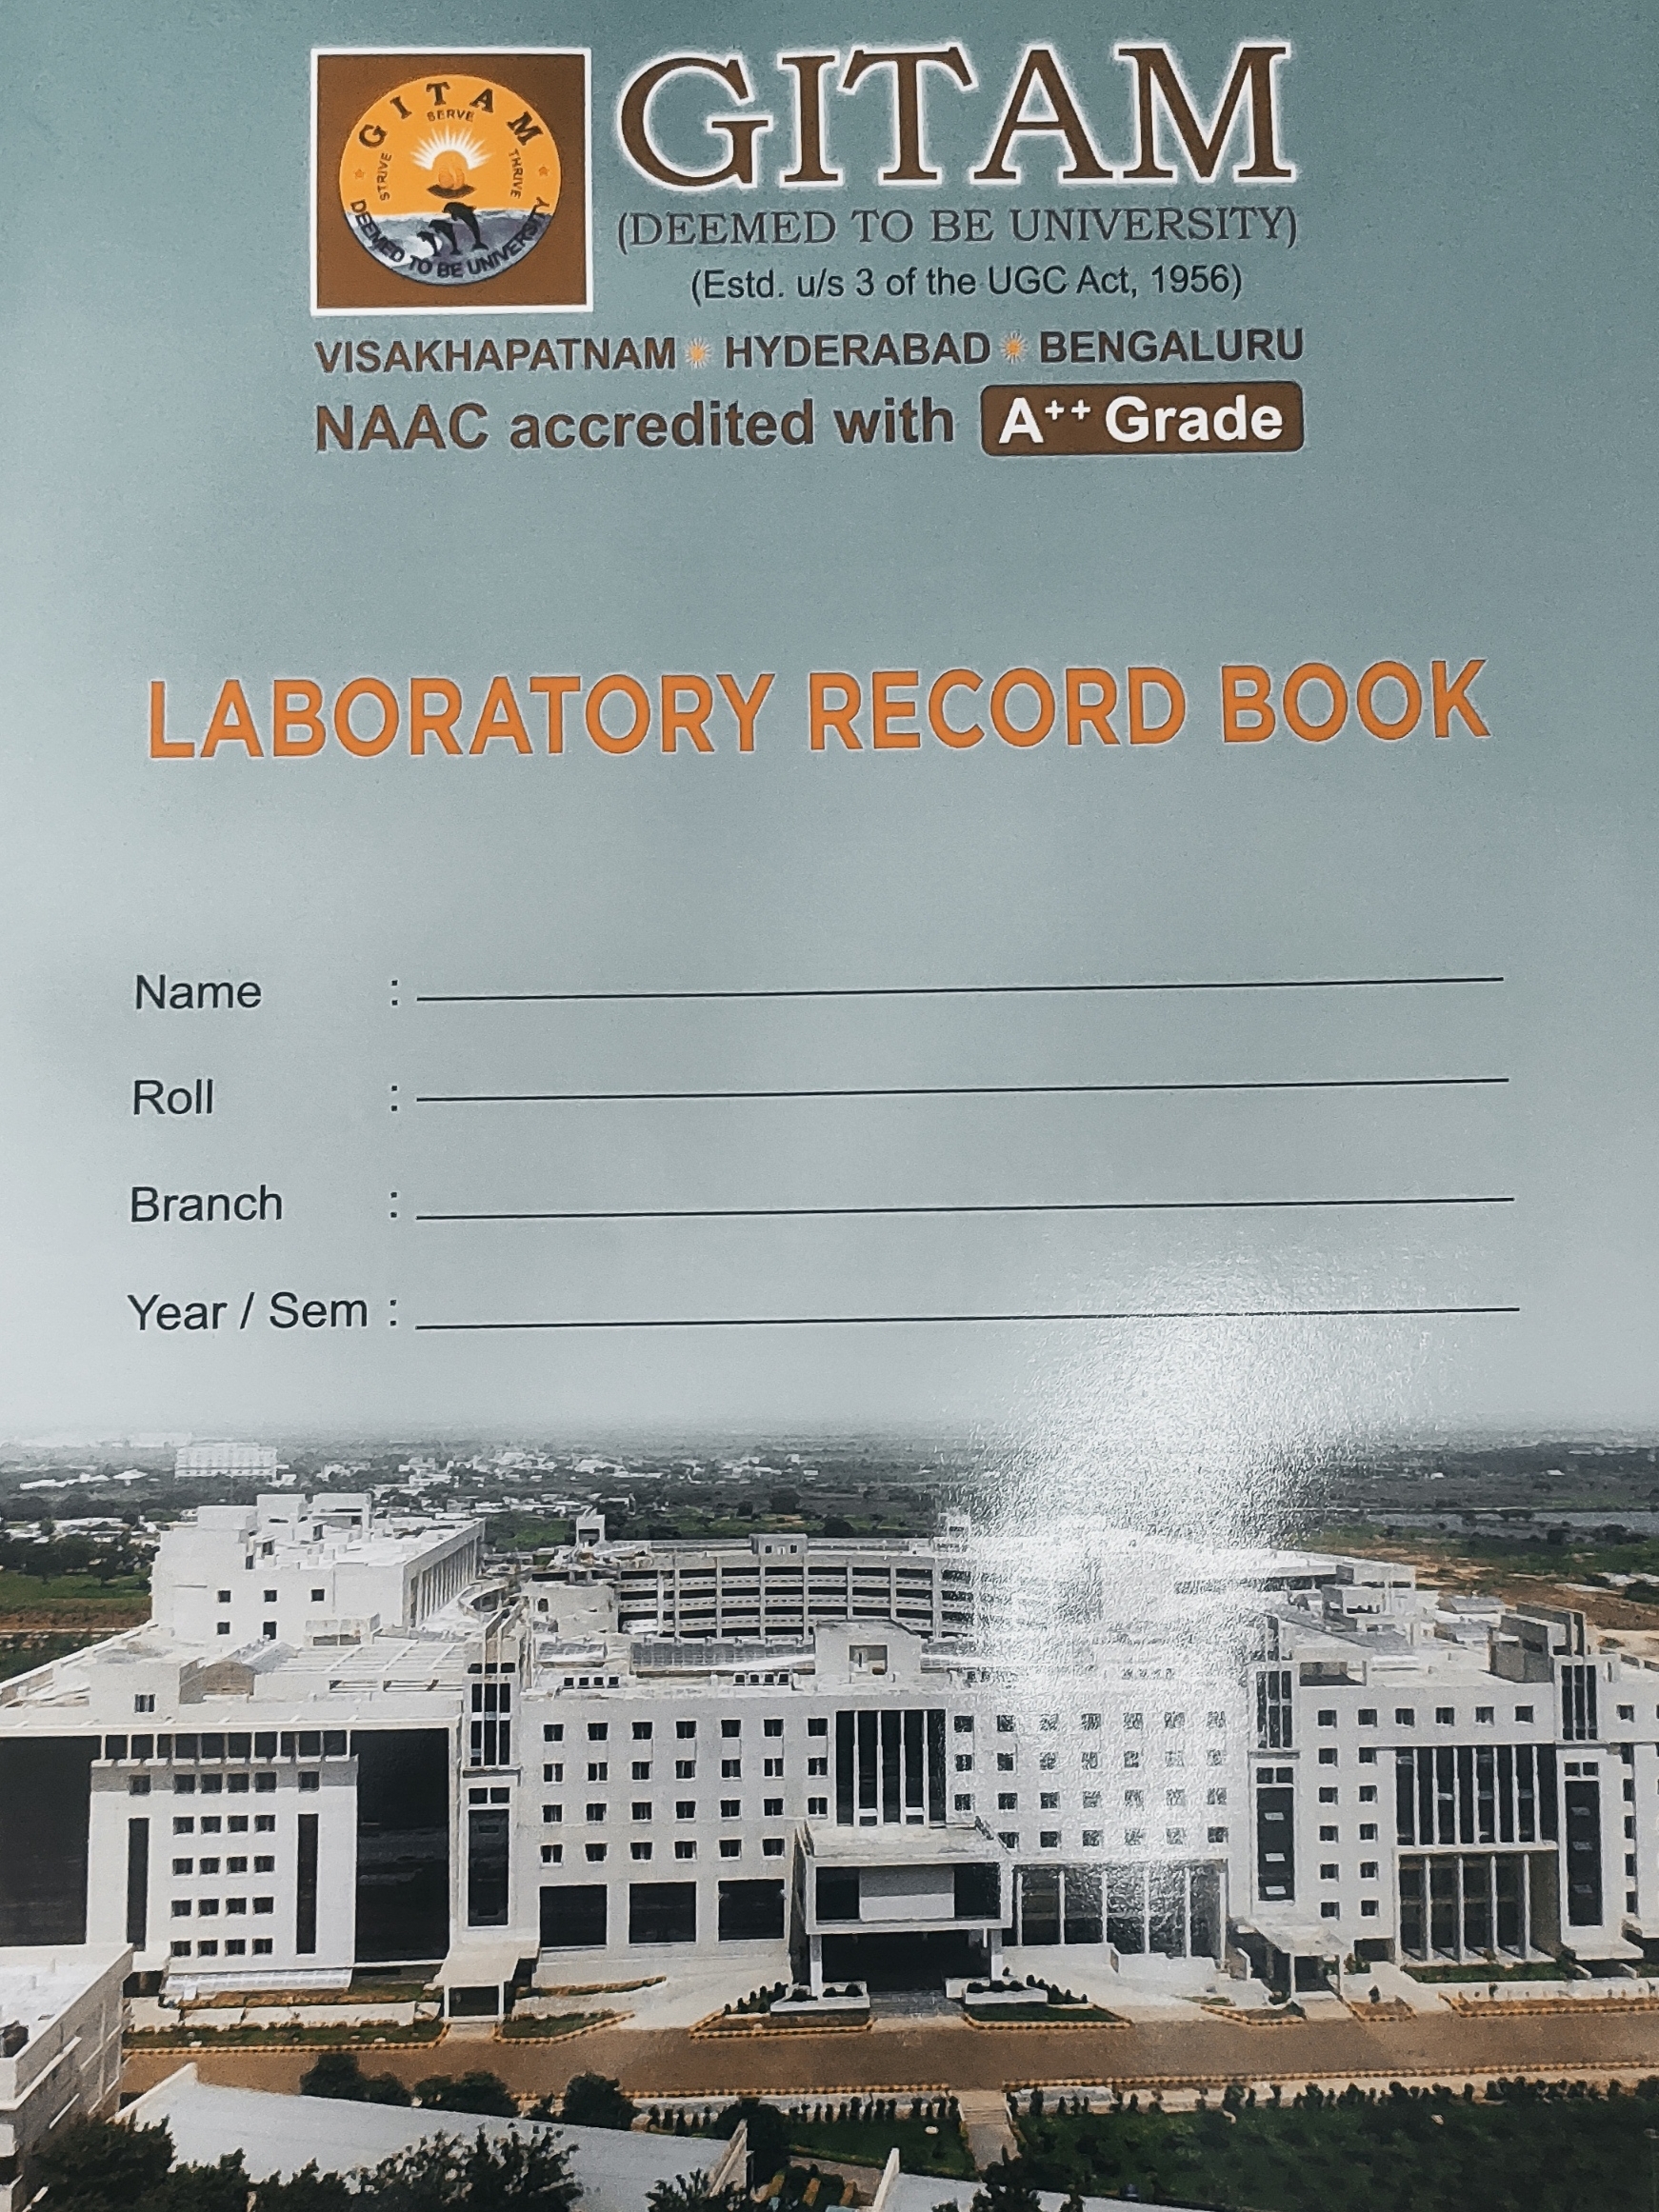 GITAM
SERVE
STRIVE
THRIVE
DEEMED TO BE UNIVERSITY
GITAM
(DEEMED TO BE UNIVERSITY)
(Estd. u/s 3 of the UGC Act, 1956)
VISAKHAPATNAM HYDERABAD BENGALURU
NAAC accredited with A++ Grade
LABORATORY RECORD BOOK
Name :
Roll :
Branch :
Year / Sem :